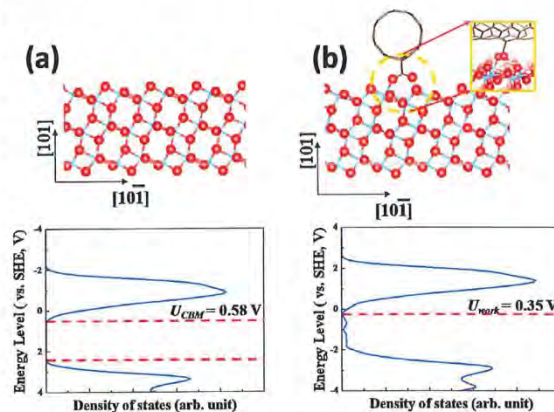 (a)
(b)
[101]
[101̄]
[101]
[101̄]
Energy Level ( vs. SHE, V)
-4
-2
0
2
4
U_CBM = 0.58 V
Density of states (arb. unit)
Energy Level ( vs. SHE, V)
4
2
0
-2
-4
U_work = 0.35 V
Density of states (arb. unit)